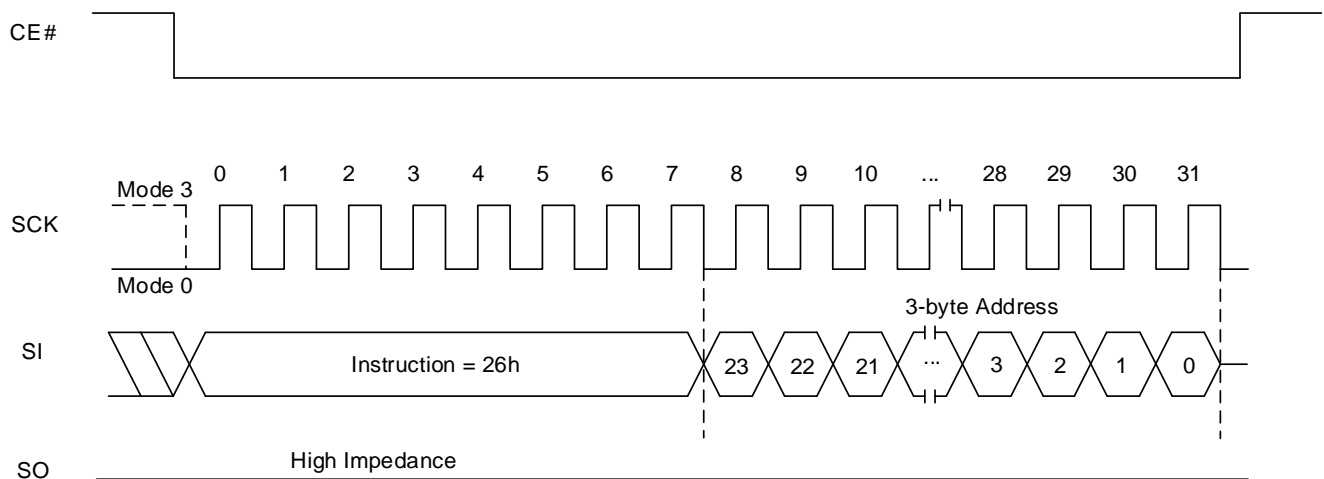 CE#
0 1 2 3 4 5 6 7 8 9 10 ... 28 29 30 31
Mode 3
SCK
Mode 0
3-byte Address
SI
Instruction = 26h
23 22 21 ... 3 2 1 0
High Impedance
SO